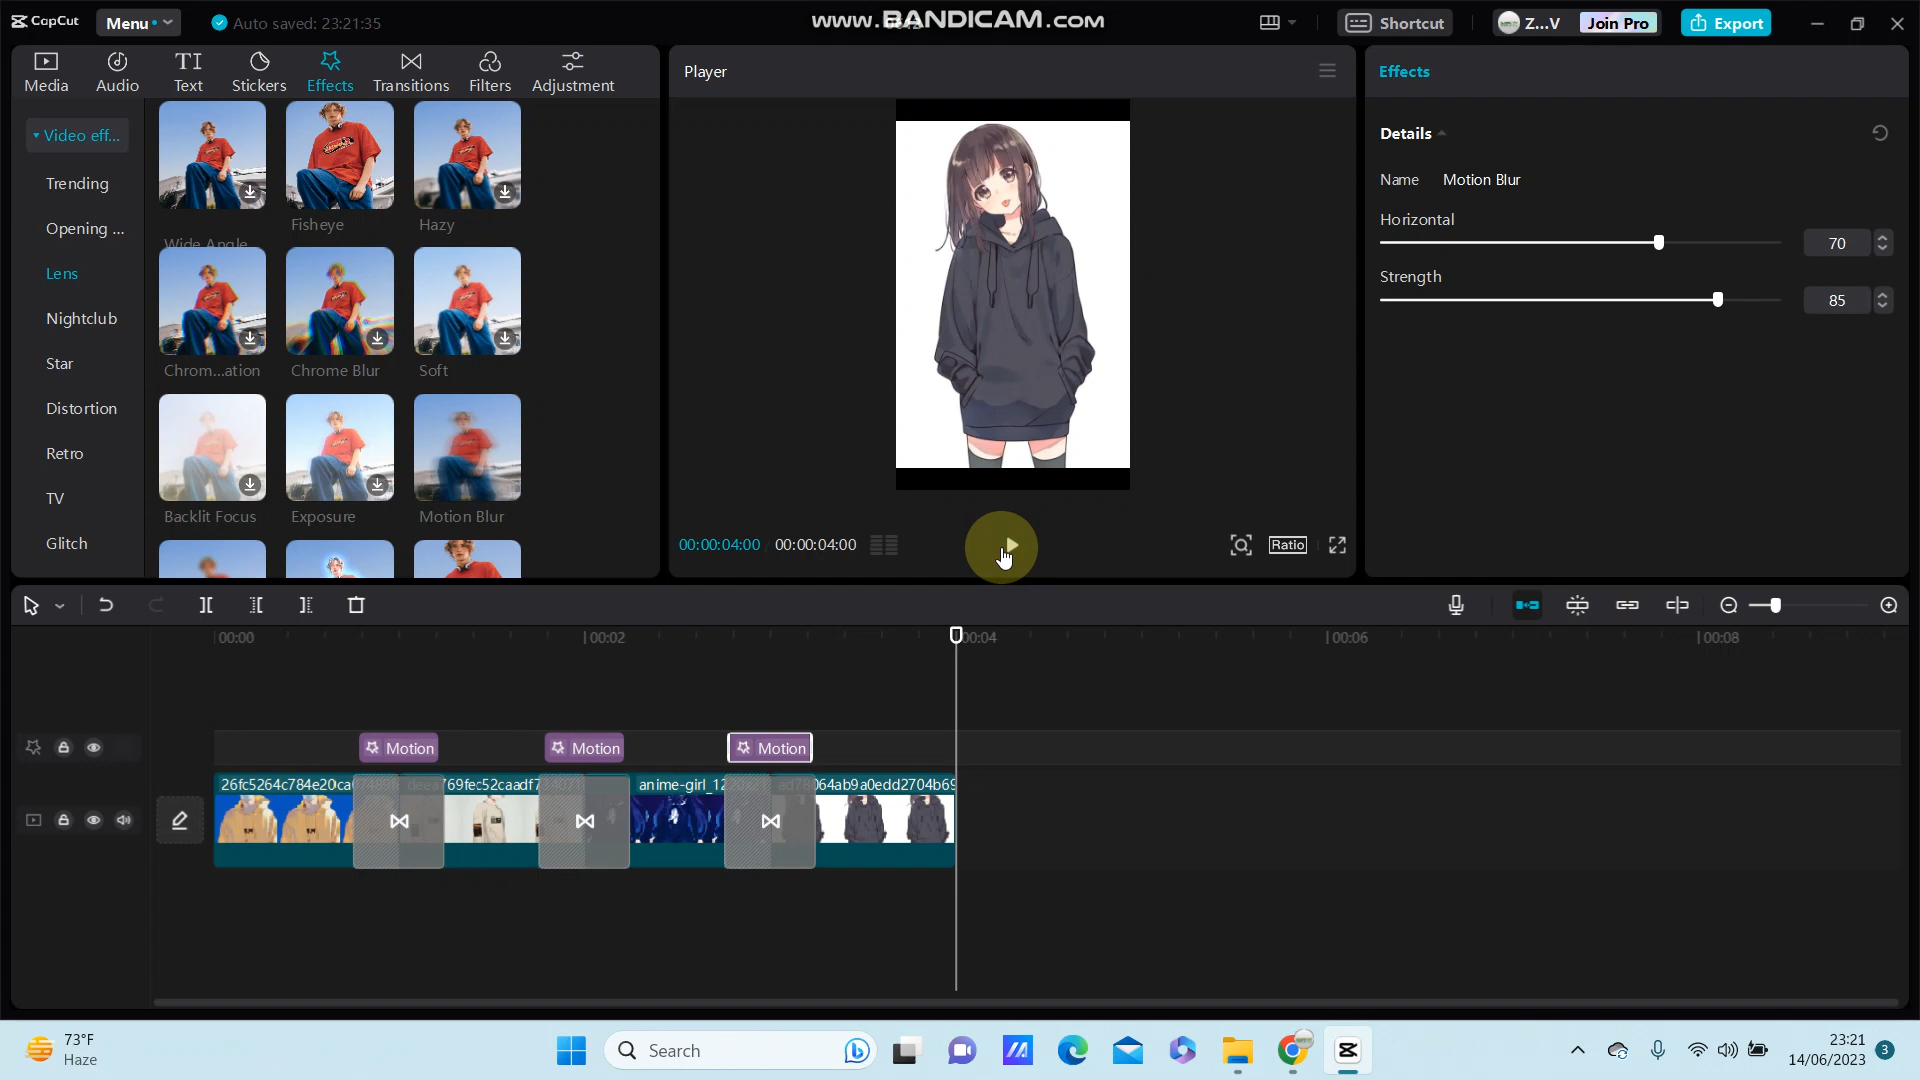 CapCut
Menu
Auto saved: 23:21:35
www.BANDICAM.com
Shortcut
Z...V
Join Pro
Export
Media
Audio
Text
Stickers
Effects
Transitions
Filters
Adjustment
Video eff...
Trending
Opening ...
Lens
Nightclub
Star
Distortion
Retro
TV
Glitch
Wide Angle
Fisheye
Hazy
Chrom...ation
Chrome Blur
Soft
Backlit Focus
Exposure
Motion Blur
Player
00:00:04:00
00:00:04:00
Ratio
Effects
Details
Name
Motion Blur
Horizontal
70
Strength
85
00:00
00:02
00:04
00:06
00:08
Motion
Motion
Motion
anime-girl_12
73°F
Haze
Search
23:21
14/06/2023
3